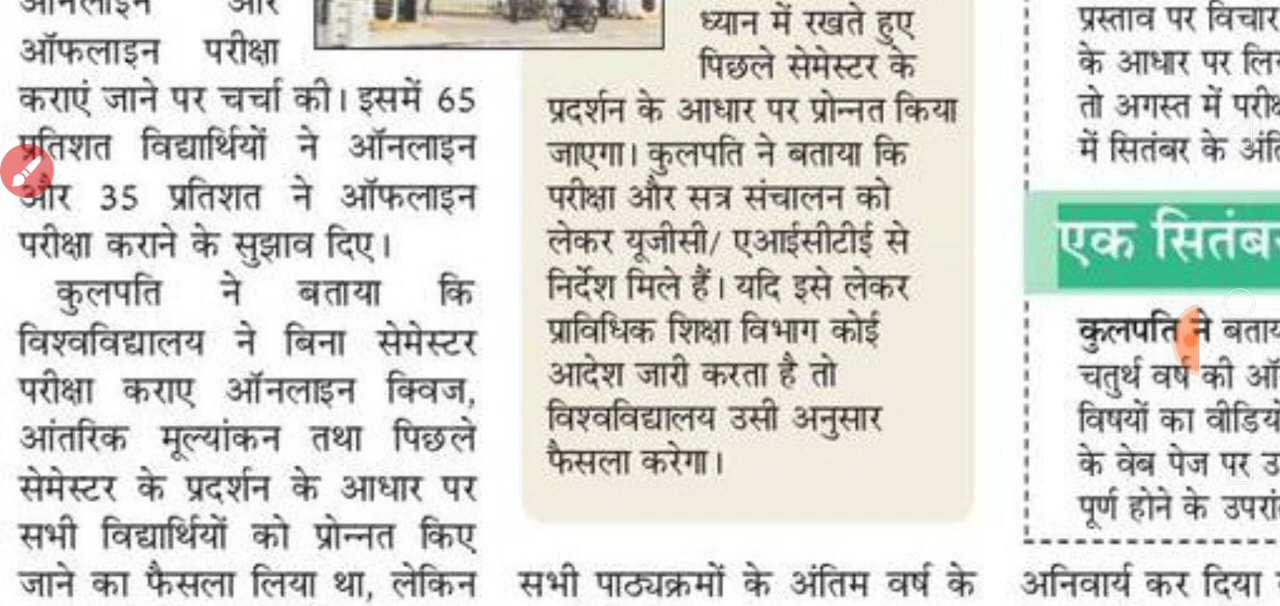 ऑनलाइन और
ऑफलाइन परीक्षा
कराएं जाने पर चर्चा की। इसमें 65
प्रतिशत विद्यार्थियों ने ऑनलाइन
और 35 प्रतिशत ने ऑफलाइन
परीक्षा कराने के सुझाव दिए।
कुलपति ने बताया कि
विश्वविद्यालय ने बिना सेमेस्टर
परीक्षा कराए ऑनलाइन क्विज,
आंतरिक मूल्यांकन तथा पिछले
सेमेस्टर के प्रदर्शन के आधार पर
सभी विद्यार्थियों को प्रोन्नत किए
जाने का फैसला लिया था, लेकिन
ध्यान में रखते हुए
पिछले सेमेस्टर के
प्रदर्शन के आधार पर प्रोन्नत किया
जाएगा। कुलपति ने बताया कि
परीक्षा और सत्र संचालन को
लेकर यूजीसी/ एआईसीटीई से
निर्देश मिले हैं। यदि इसे लेकर
प्राविधिक शिक्षा विभाग कोई
आदेश जारी करता है तो
विश्वविद्यालय उसी अनुसार
फैसला करेगा।
सभी पाठ्यक्रमों के अंतिम वर्ष के
प्रस्ताव पर विचार
के आधार पर
तो अगस्त में
में सितंबर के
एक
कुलपति ने
चतुर्थ वर्ष की
विषयों का
के वेब पेज पर
पूर्ण होने के
अनिवार्य कर दिया